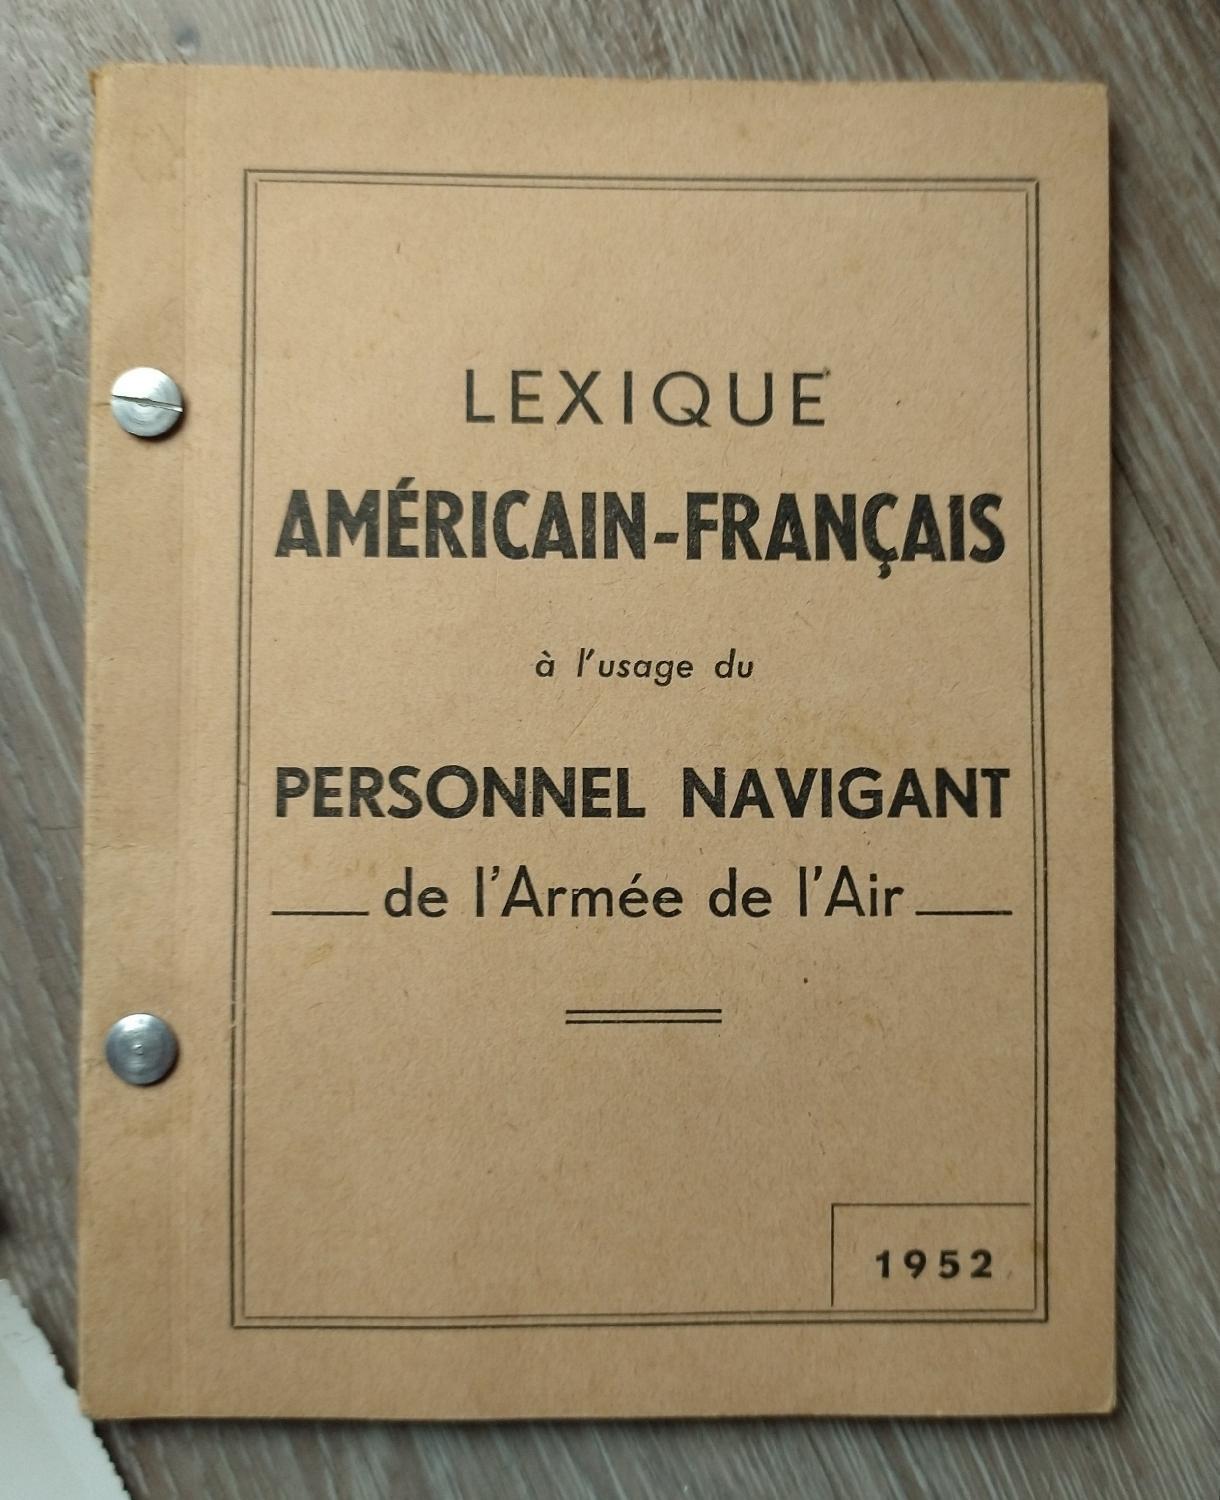 LEXIQUE
AMÉRICAIN-FRANÇAIS
à l'usage du
PERSONNEL NAVIGANT
de l'Armée de l'Air
1952